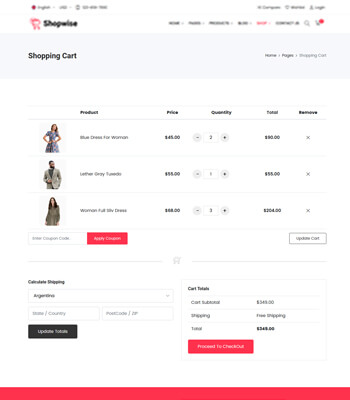 English USD 123-456-7890 Compare Wishlist Login
Shopwise HOME PAGES PRODUCTS BLOG SHOP CONTACT US
Shopping Cart Home > Pages > Shopping Cart
Product Price Quantity Total Remove
Blue Dress For Woman $45.00 - 2 + $90.00 ×
Lether Gray Tuxedo $55.00 - 1 + $55.00 ×
Woman Full Sliv Dress $68.00 - 3 + $204.00 ×
Enter Coupon Code.. Apply Coupon Update Cart
Calculate Shipping
Argentina
State / Country PostCode / ZIP
Update Totals
Cart Totals
Cart Subtotal $349.00
Shipping Free Shipping
Total $349.00
Proceed To CheckOut